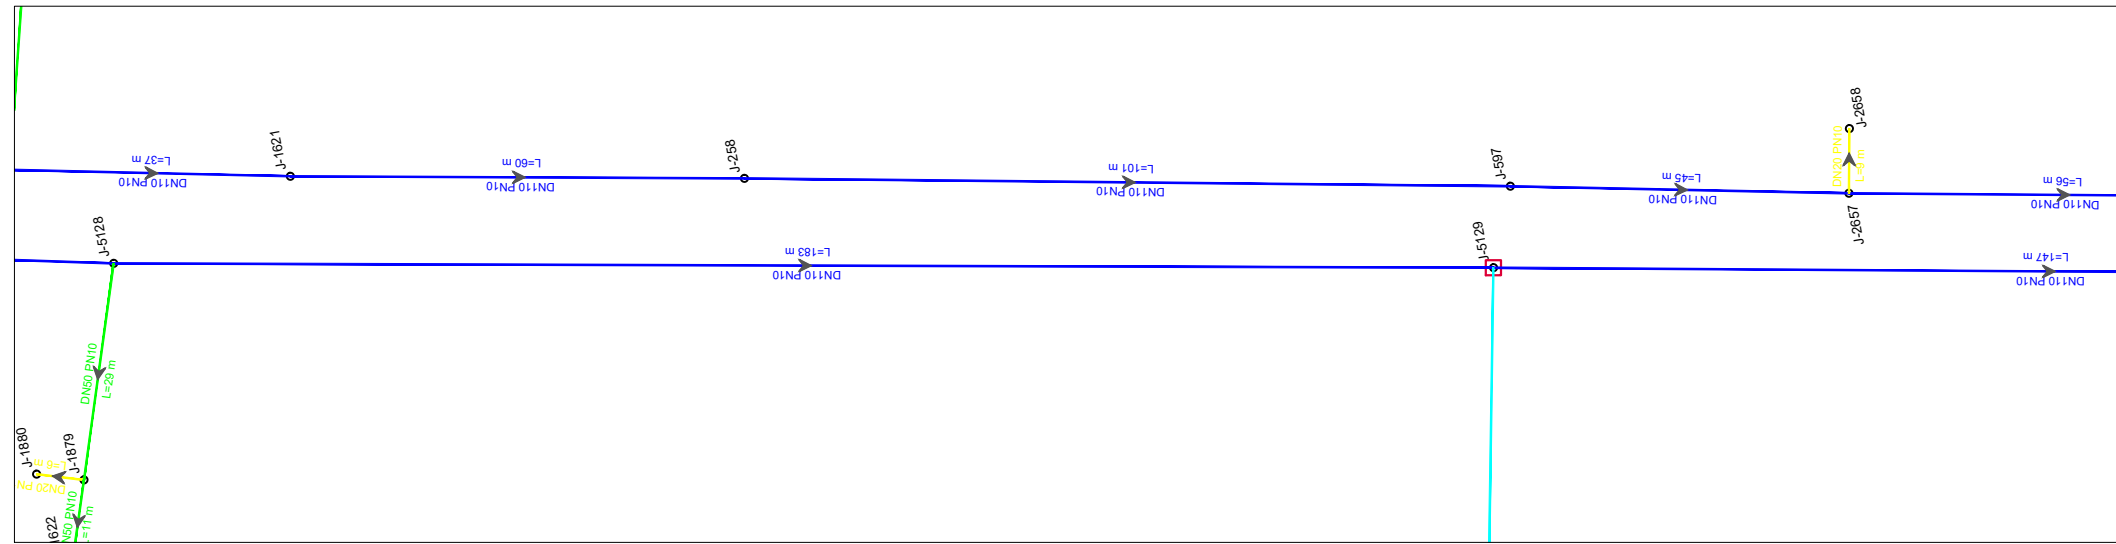 J-2658
DN20 PN10
J-1621
J-258
J-597
L=37 m
DN110 PN10
L=60 m
DN110 PN10
L=101 m
DN110 PN10
L=45 m
DN110 PN10
L=56 m
DN110 PN10
J-2657
J-5128
J-5129
L=183 m
DN110 PN10
L=147 m
DN110 PN10
DN50 PN10
L=29 m
J-1880
J-1879
DN20 PN
N50 PN10
L=11 m